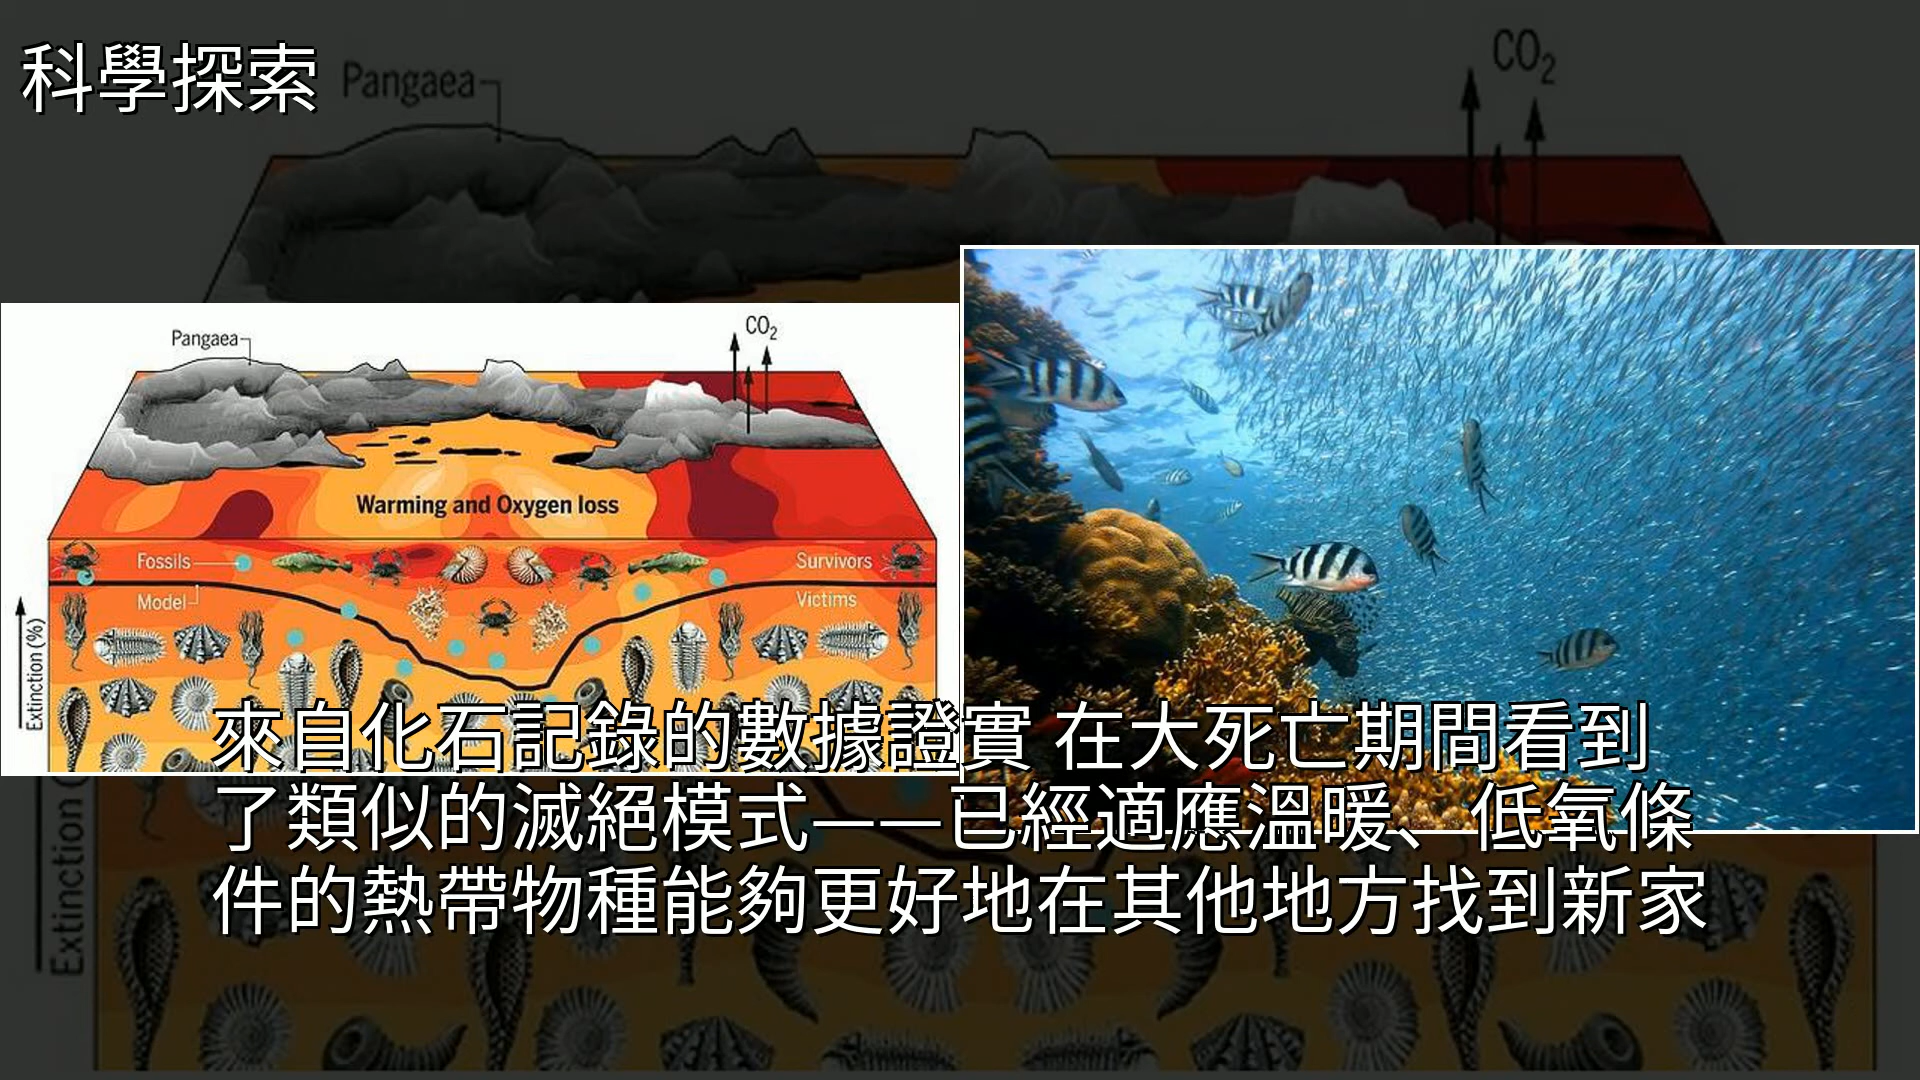 科學探索
Pangaea
CO2
Pangaea
CO2
Warming and Oxygen loss
Fossils
Survivors
Model
Victims
Extinction (%)
來自化石記錄的數據證實 在大死亡期間看到
了類似的滅絕模式——已經適應溫暖、低氧條
件的熱帶物種能夠更好地在其他地方找到新家
Extinction (